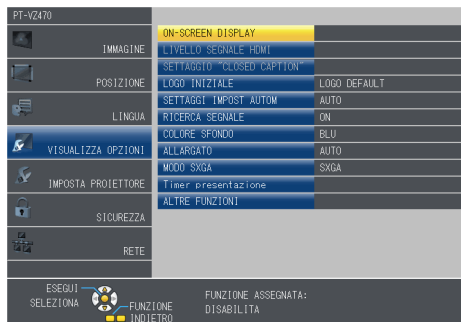 PT-VZ470
IMMAGINE
POSIZIONE
LINGUA
VISUALIZZA OPZIONI
IMPOSTA PROIETTORE
SICUREZZA
RETE
ON-SCREEN DISPLAY
LIVELLO SEGNALE HDMI
SETTAGGIO "CLOSED CAPTION"
LOGO INIZIALE LOGO DEFAULT
SETTAGGI IMPOST AUTOM AUTO
RICERCA SEGNALE ON
COLORE SFONDO BLU
ALLARGATO AUTO
MODO SXGA SXGA
Timer presentazione
ALTRE FUNZIONI
ESEGUI
SELEZIONA
FUNZIONE
INDIETRO
FUNZIONE ASSEGNATA:
DISABILITA